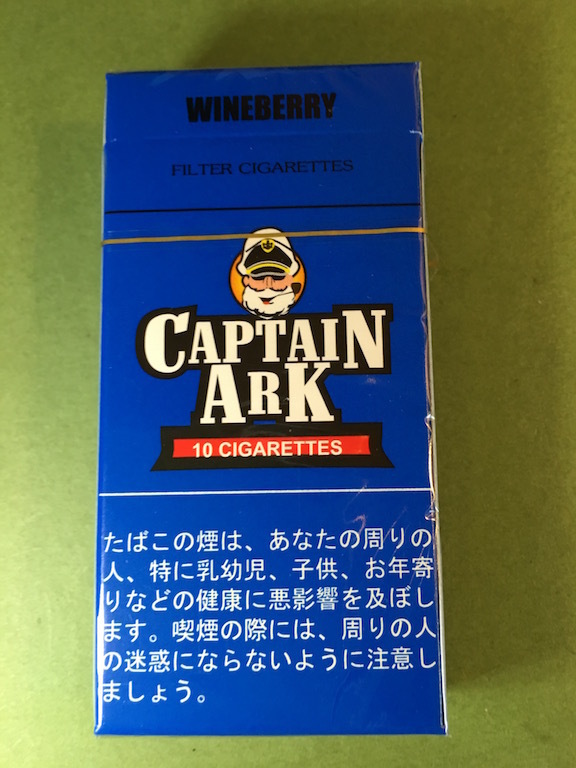 WINEBERRY
FILTER CIGARETTES
CAPTAIN
ARK
10 CIGARETTES
たばこの煙は、あなたの周りの
人、特に乳幼児、子供、お年寄
りなどの健康に悪影響を及ぼし
ます。喫煙の際には、周りの人
の迷惑にならないように注意し
ましょう。